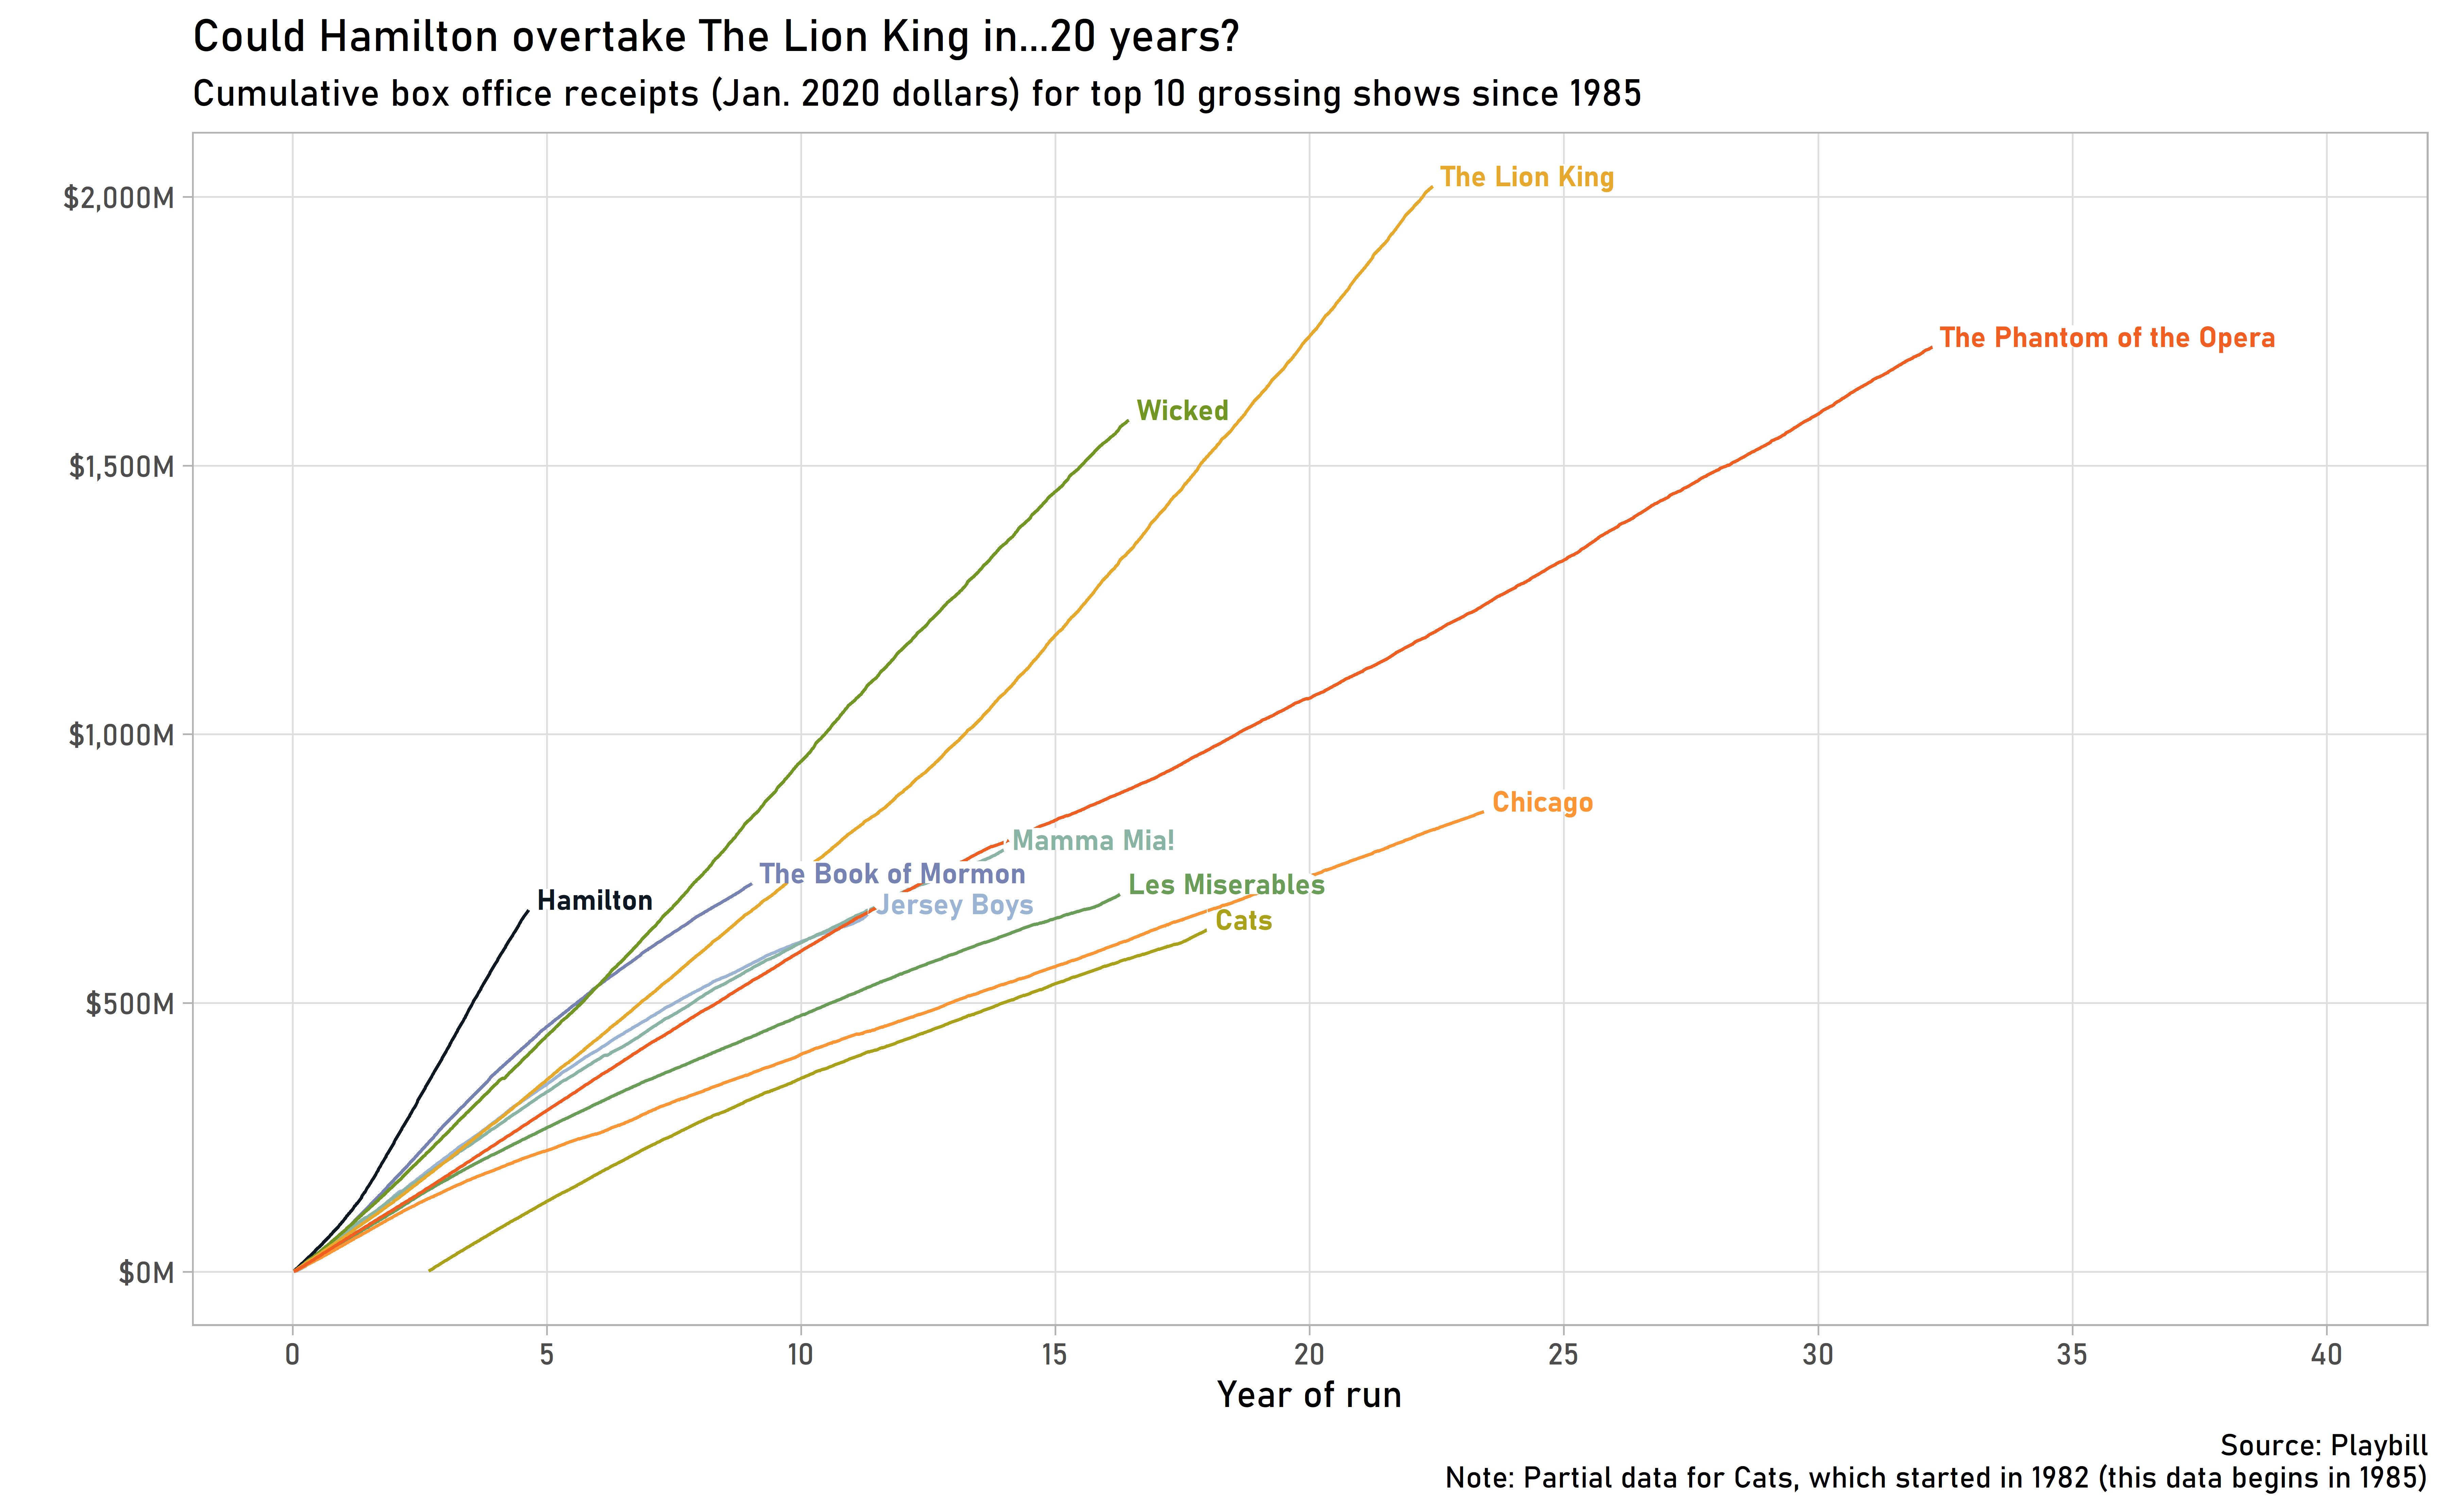 Could Hamilton overtake The Lion King in...20 years?
Cumulative box office receipts (Jan. 2020 dollars) for top 10 grossing shows since 1985
$2,000M
$1,500M
$1,000M
$500M
$0M
The Lion King
The Phantom of the Opera
Wicked
Chicago
Mamma Mia!
The Book of Mormon
Les Miserables
Hamilton
Jersey Boys
Cats
0 5 10 15 20 25 30 35 40
Year of run
Source: Playbill
Note: Partial data for Cats, which started in 1982 (this data begins in 1985)